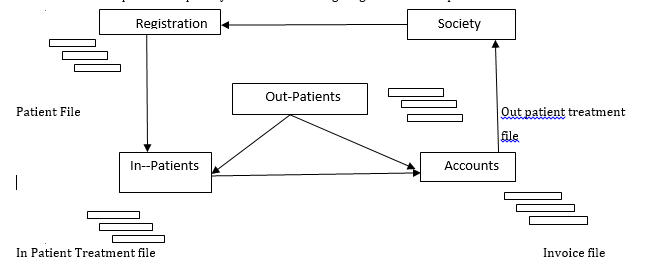 Registration
Society
Patient File
Out-Patients
Out patient treatment
file
In--Patients
Accounts
In Patient Treatment file
Invoice file